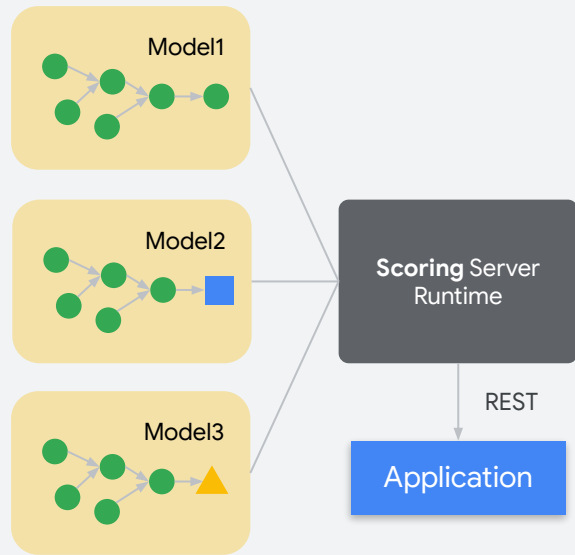 Model1
Model2
Model3
Scoring Server
Runtime
REST
Application